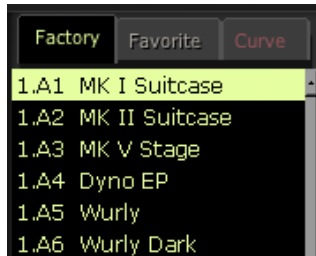 Factory Favorite Curve
1.A1 MK I Suitcase
1.A2 MK II Suitcase
1.A3 MK V Stage
1.A4 Dyno EP
1.A5 Wurly
1.A6 Wurly Dark